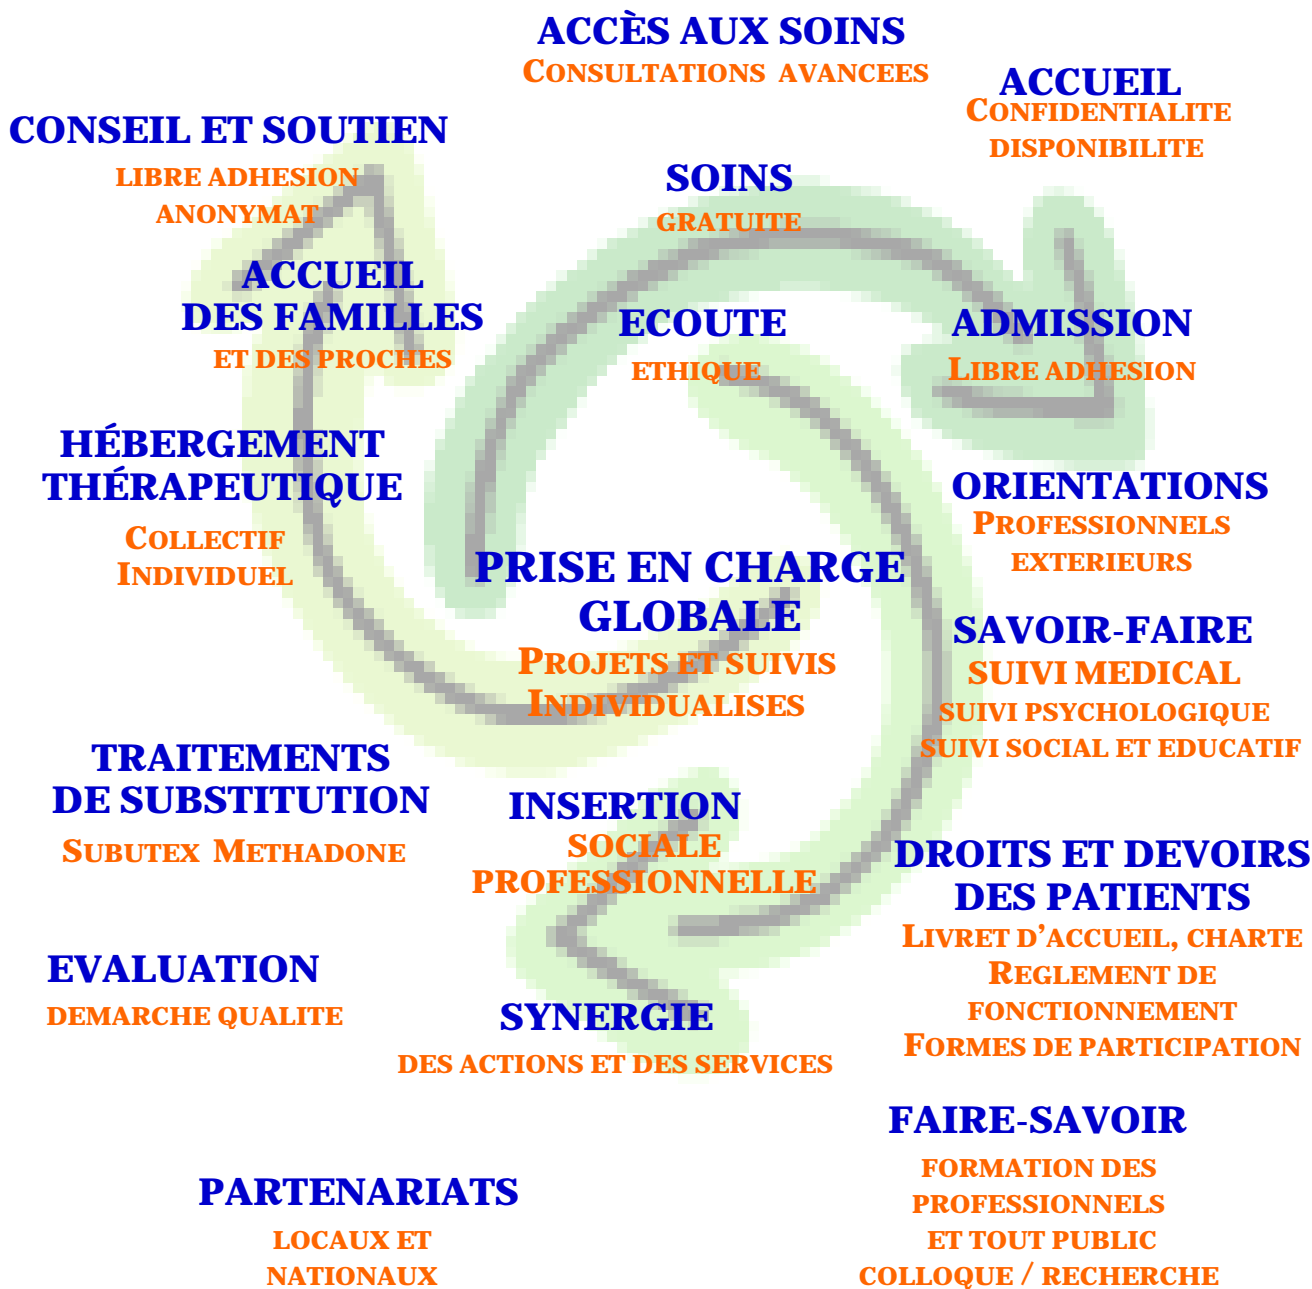 ACCÈS AUX SOINS
CONSULTATIONS AVANCEES
ACCUEIL
CONFIDENTIALITE
DISPONIBILITE
CONSEIL ET SOUTIEN
LIBRE ADHESION
ANONYMAT
SOINS
GRATUITE
ACCUEIL
DES FAMILLES
ET DES PROCHES
ECOUTE
ETHIQUE
ADMISSION
LIBRE ADHESION
HÉBERGEMENT
THÉRAPEUTIQUE
COLLECTIF
INDIVIDUEL
ORIENTATIONS
PROFESSIONNELS
EXTERIEURS
PRISE EN CHARGE
GLOBALE
PROJETS ET SUIVIS
INDIVIDUALISES
SAVOIR-FAIRE
SUIVI MEDICAL
SUIVI PSYCHOLOGIQUE
SUIVI SOCIAL ET EDUCATIF
TRAITEMENTS
DE SUBSTITUTION
SUBUTEX METHADONE
INSERTION
SOCIALE
PROFESSIONNELLE
DROITS ET DEVOIRS
DES PATIENTS
LIVRET D'ACCUEIL, CHARTE
REGLEMENT DE
FONCTIONNEMENT
FORMES DE PARTICIPATION
EVALUATION
DEMARCHE QUALITE
SYNERGIE
DES ACTIONS ET DES SERVICES
FAIRE-SAVOIR
FORMATION DES
PROFESSIONNELS
ET TOUT PUBLIC
COLLOQUE / RECHERCHE
PARTENARIATS
LOCAUX ET
NATIONAUX